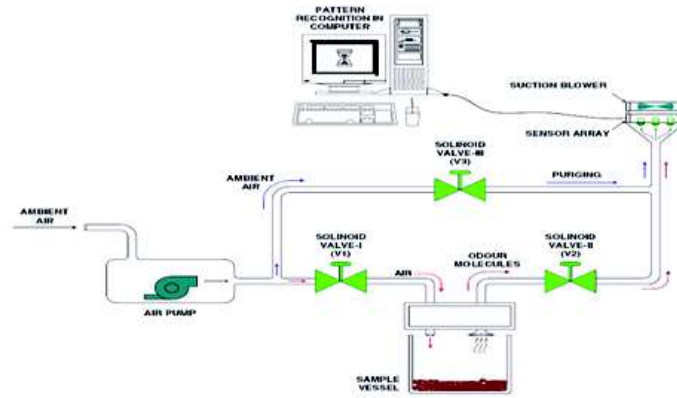 PATTERN
RECOGNITION IN
COMPUTER
SUCTION BLOWER
SENSOR ARRAY
SOLINOID
VALVE-III
(V3)
AMBIENT
AIR
PURGING
AMBIENT
AIR
SOLINOID
VALVE-I
(V1)
ODOUR
MOLECULES
SOLINOID
VALVE-II
(V2)
AIR
AIR PUMP
SAMPLE
VESSEL